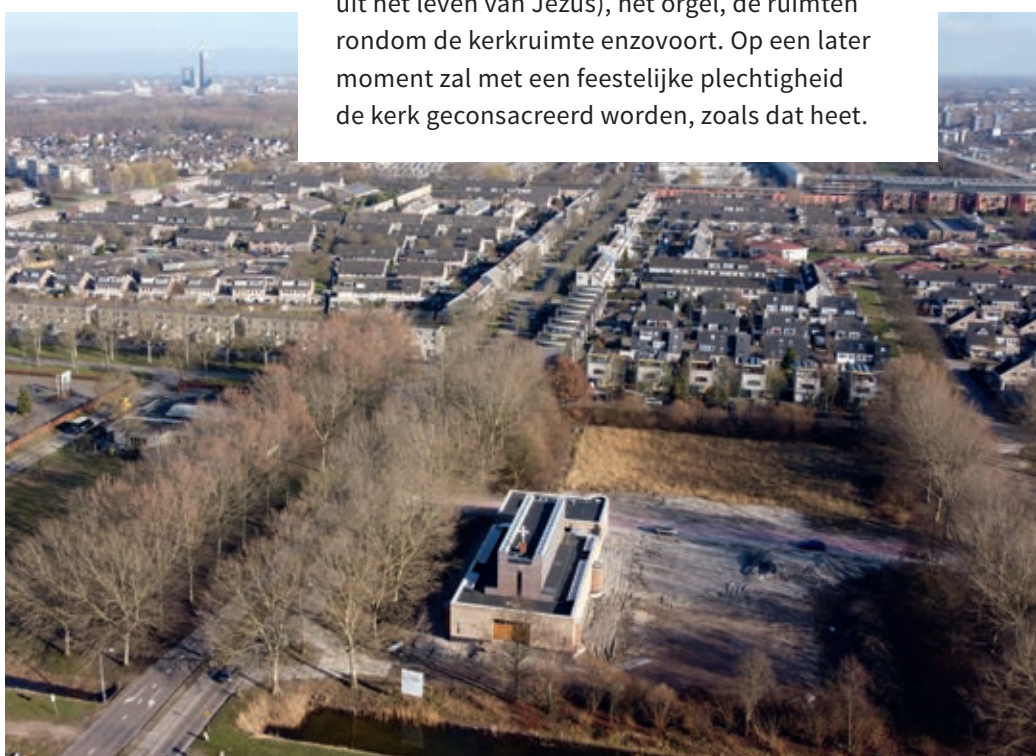 uit het leven van Jezus), het orgel, de ruimten
rondom de kerkruimte enzovoort. Op een later
moment zal met een feestelijke plechtigheid
de kerk geconsacreerd worden, zoals dat heet.